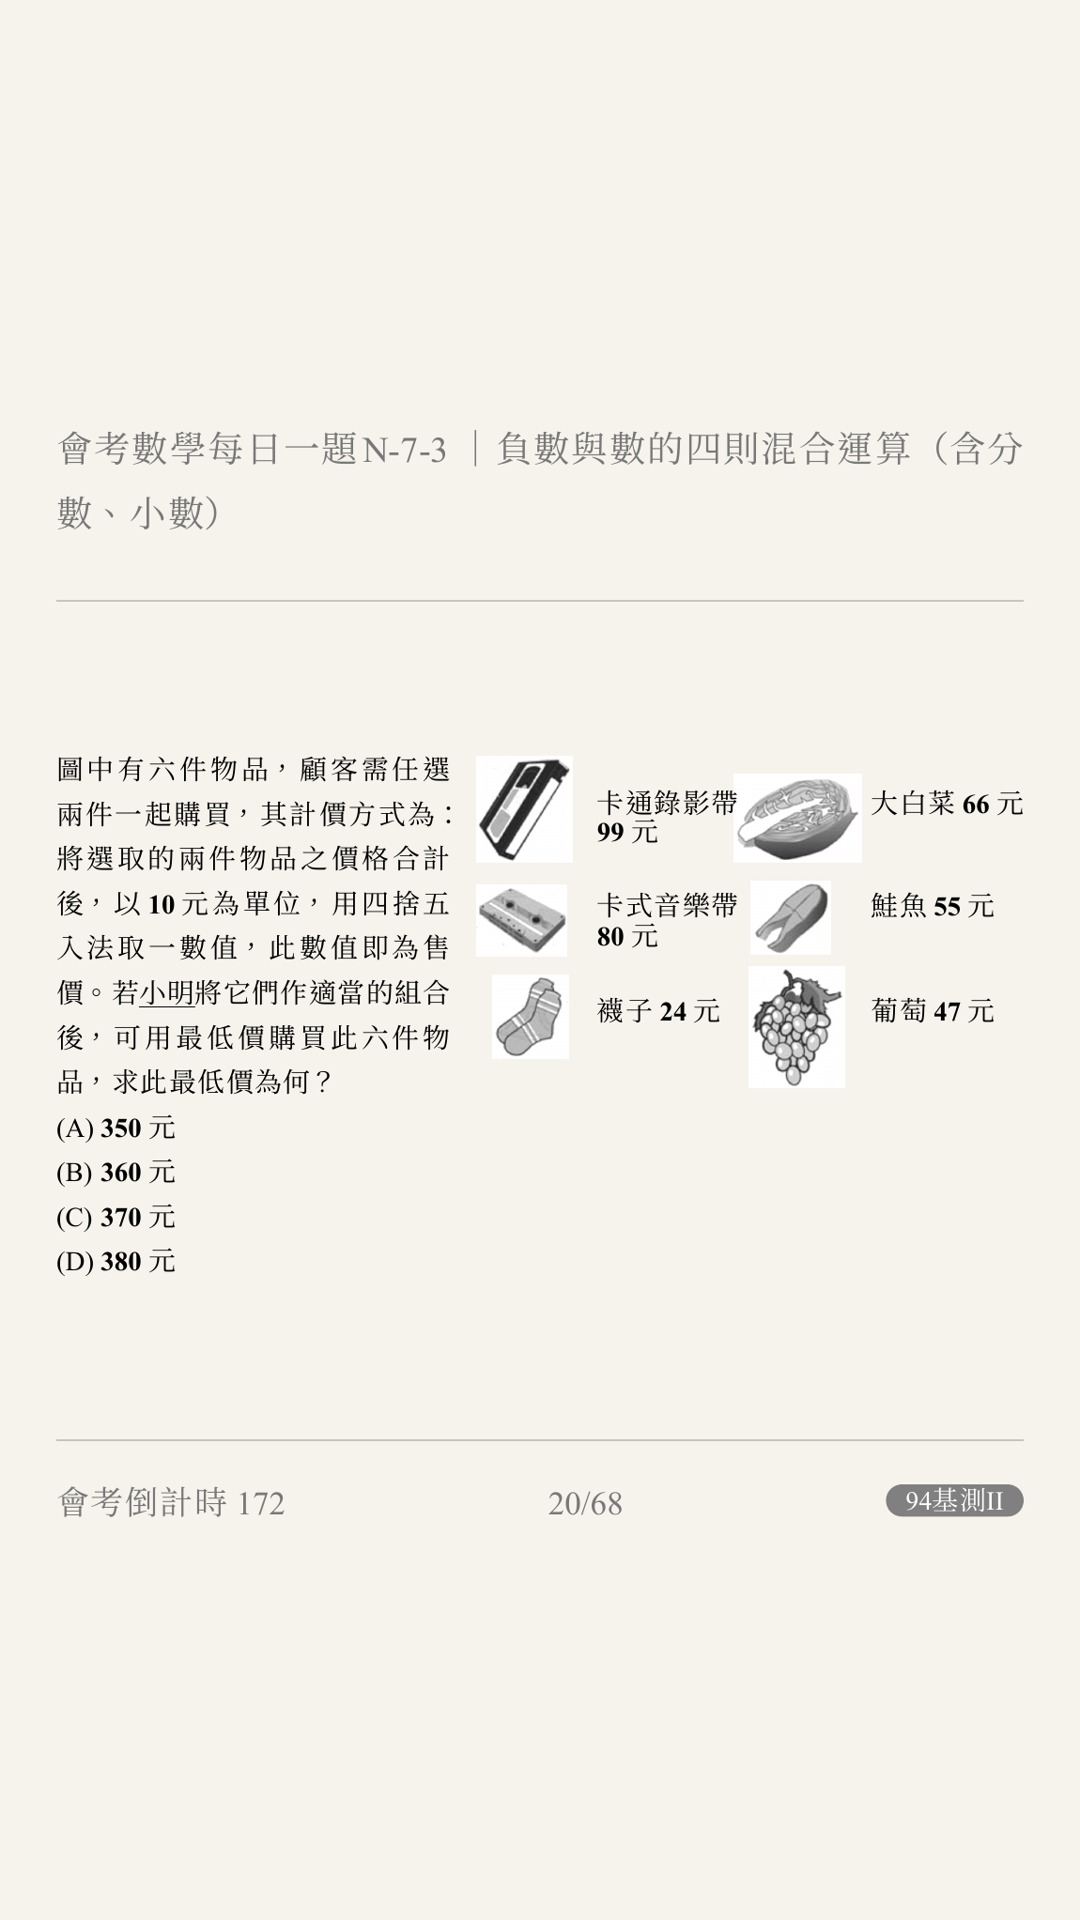 會考數學每日一題N-7-3 ｜負數與數的四則混合運算（含分
數、小數）
圖中有六件物品，顧客需任選
兩件一起購買，其計價方式為：
將選取的兩件物品之價格合計
後，以 10 元為單位，用四捨五
入法取一數值，此數值即為售
價。若小明將它們作適當的組合
後，可用最低價購買此六件物
品，求此最低價為何？
(A) 350 元
(B) 360 元
(C) 370 元
(D) 380 元
卡通錄影帶
99 元
大白菜 66 元
卡式音樂帶
80 元
鮭魚 55 元
襪子 24 元
葡萄 47 元
會考倒計時 172
20/68
94基測II